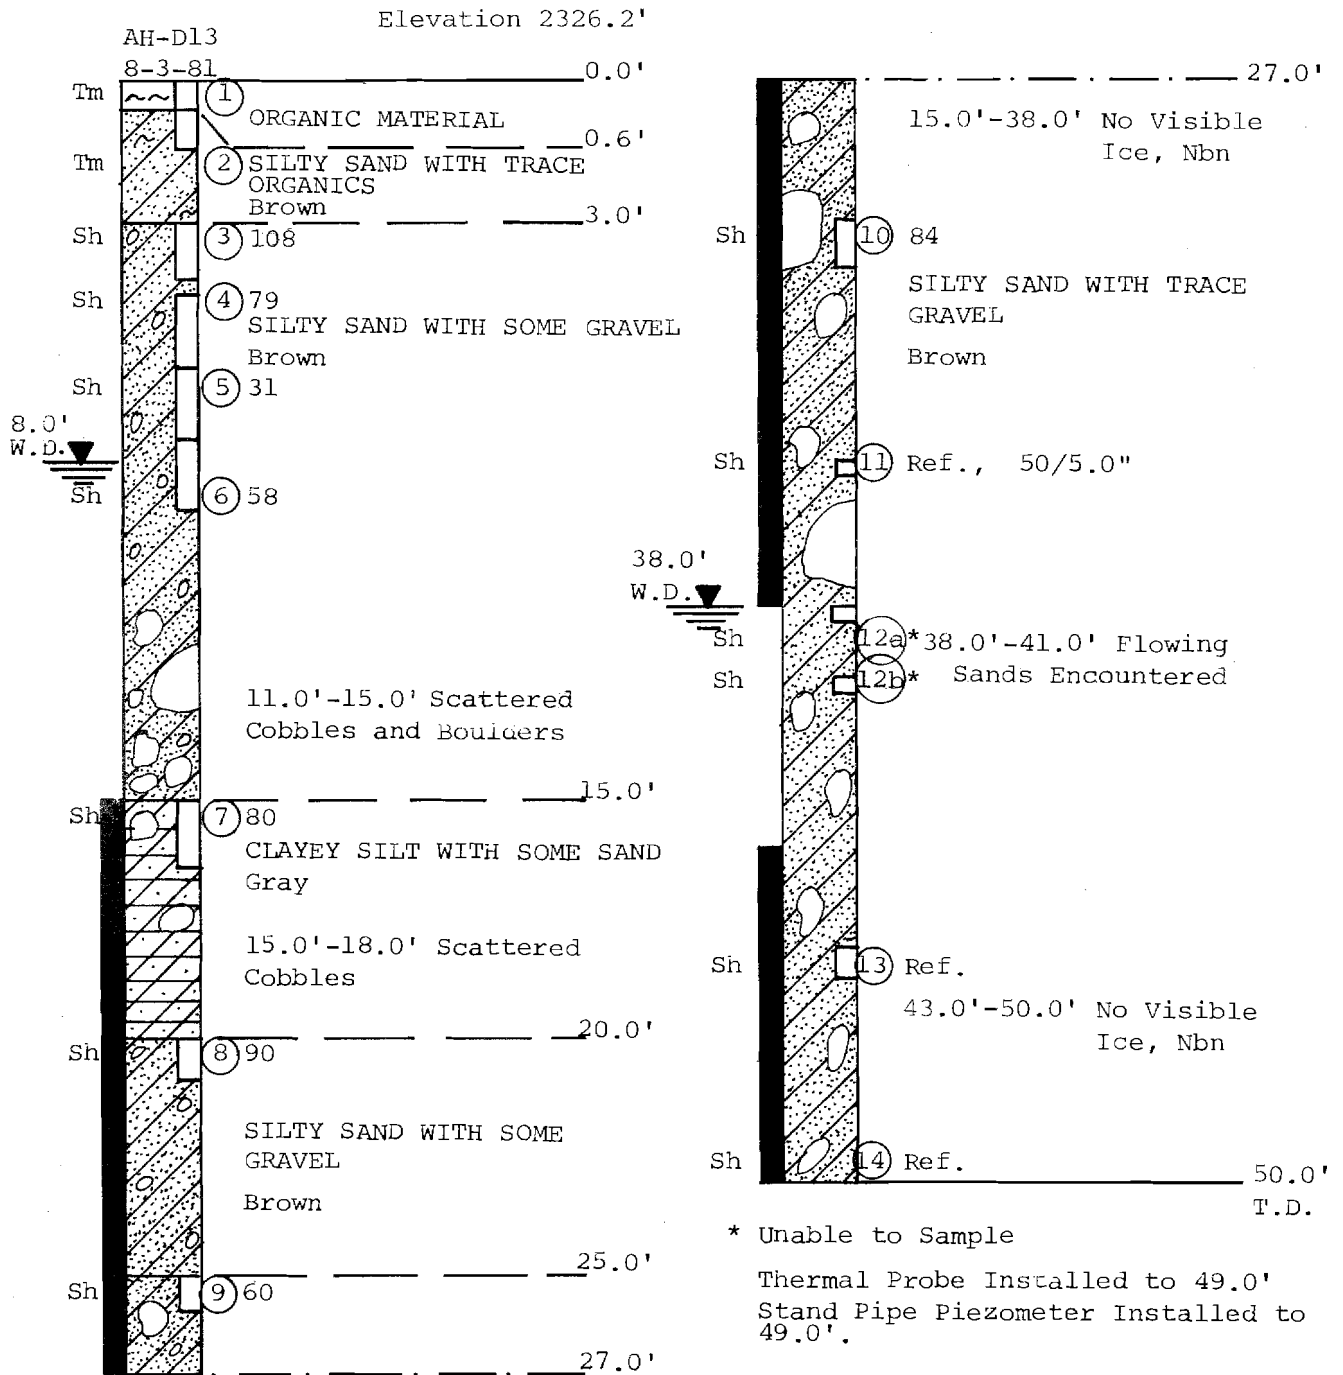 Elevation 2326.2'
AH-D13
8-3-81
0.0'
Tm 1
ORGANIC MATERIAL
0.6'
Tm 2 SILTY SAND WITH TRACE
ORGANICS
Brown
3.0'
Sh 3 108
Sh 4 79
SILTY SAND WITH SOME GRAVEL
Brown
Sh 5 31
8.0'
W.D.
Sh 6 58
11.0'-15.0' Scattered
Cobbles and Boulders
15.0'
Sh 7 80
CLAYEY SILT WITH SOME SAND
Gray
15.0'-18.0' Scattered
Cobbles
20.0'
Sh 8 90
SILTY SAND WITH SOME
GRAVEL
Brown
25.0'
Sh 9 60
27.0'
27.0'
15.0'-38.0' No Visible
Ice, Nbn
Sh 10 84
SILTY SAND WITH TRACE
GRAVEL
Brown
Sh 11 Ref., 50/5.0"
38.0'
W.D.
Sh 12a* 38.0'-41.0' Flowing
Sh 12b* Sands Encountered
Sh 13 Ref.
43.0'-50.0' No Visible
Ice, Nbn
Sh 14 Ref.
50.0'
T.D.
* Unable to Sample
Thermal Probe Installed to 49.0'
Stand Pipe Piezometer Installed to
49.0'.